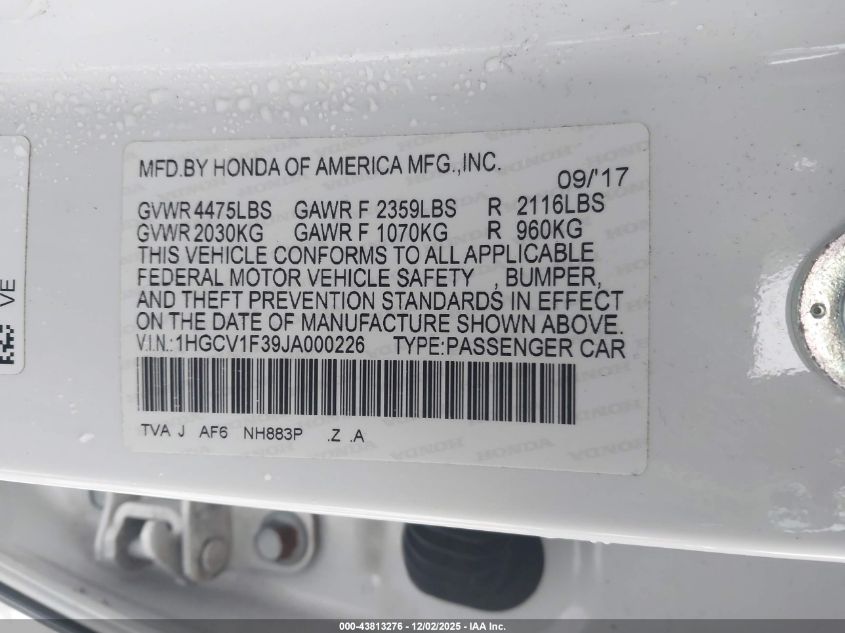 MFD.BY HONDA OF AMERICA MFG.,INC.
09/'17
GVWR 4475LBS GAWR F 2359LBS R 2116LBS
GVWR 2030KG GAWR F 1070KG R 960KG
THIS VEHICLE CONFORMS TO ALL APPLICABLE
FEDERAL MOTOR VEHICLE SAFETY , BUMPER,
AND THEFT PREVENTION STANDARDS IN EFFECT
ON THE DATE OF MANUFACTURE SHOWN ABOVE.
V.I.N.:1HGCV1F39JA000226 TYPE:PASSENGER CAR
TVA J AF6 NH883P .Z .A
VE
000-43813276 - 12/02/2025 - IAA Inc.